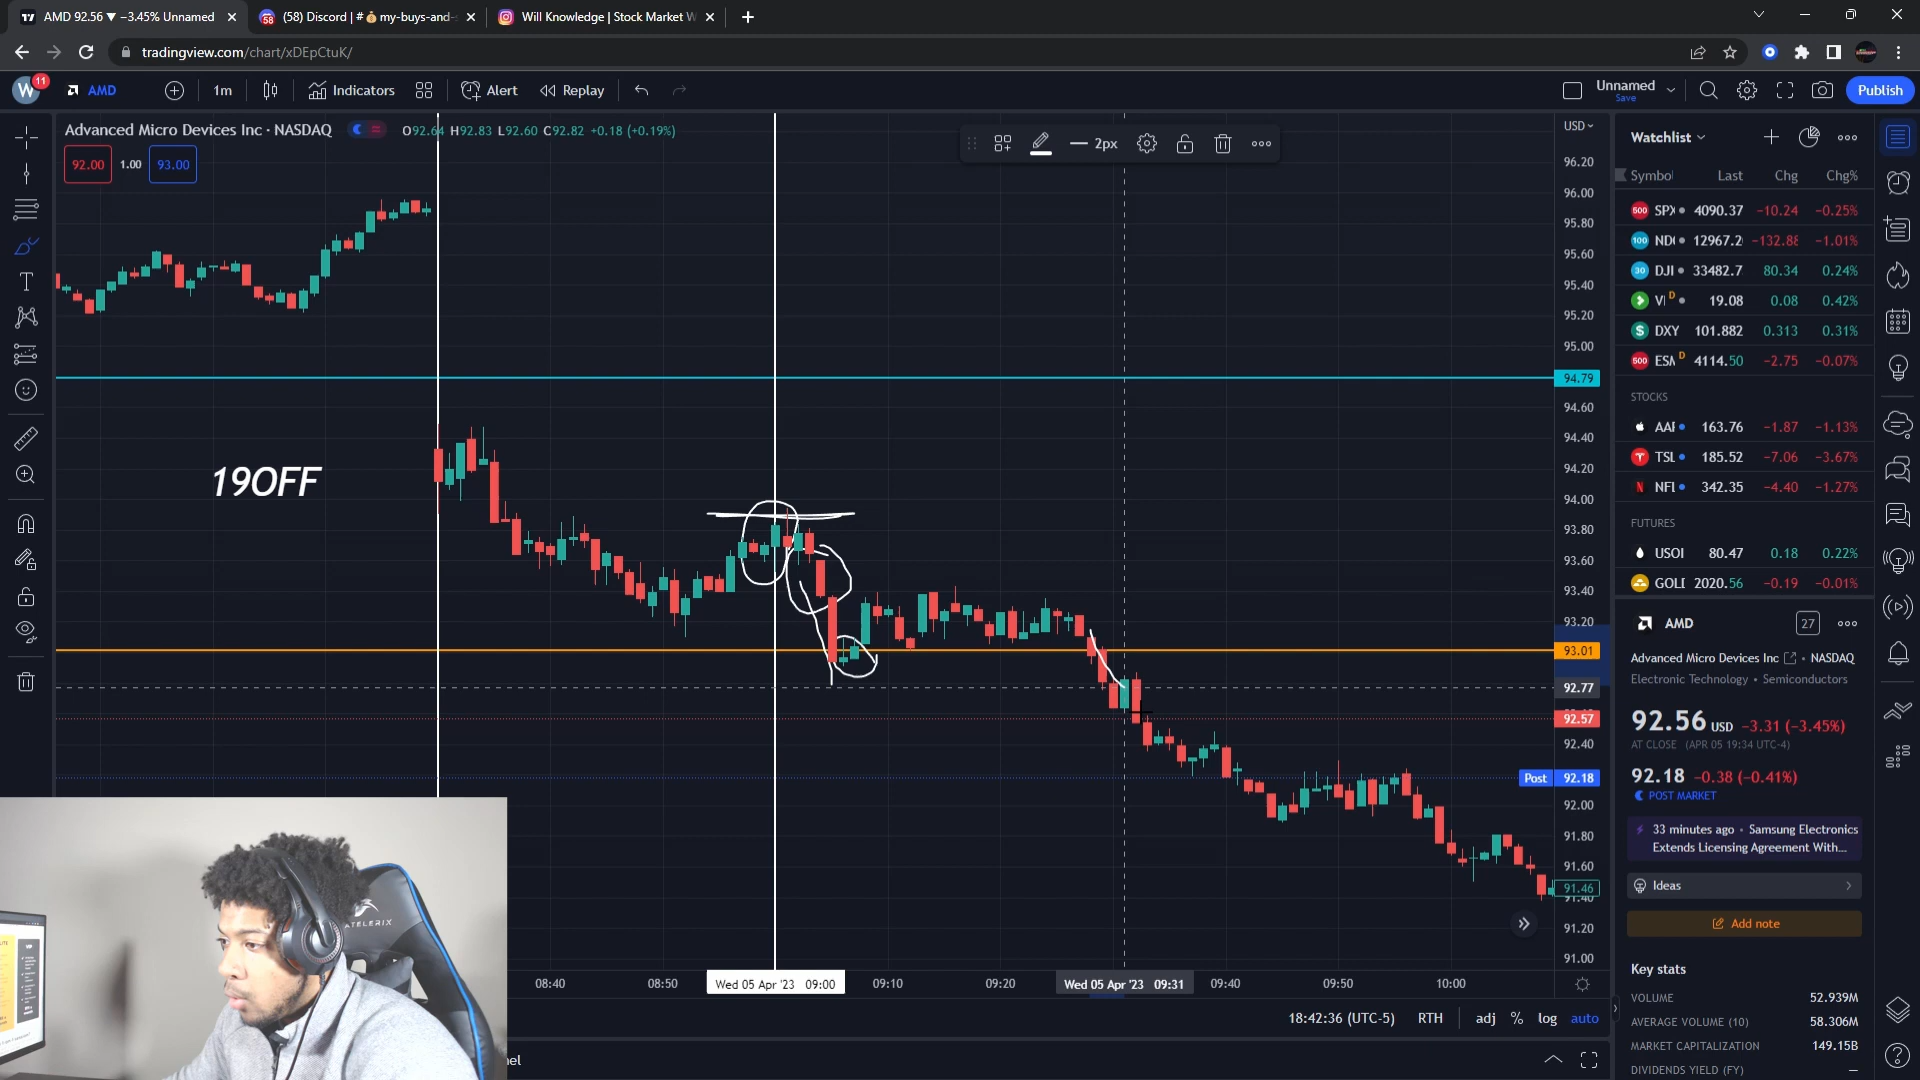 AMD 92.56 ▼ −3.45% Unnamed
(58) Discord | #💰my-buys-and-s
Will Knowledge | Stock Market W
tradingview.com/chart/xDEpCtuK/
W 11 AMD 1m Indicators Alert Replay Unnamed Save Publish
Advanced Micro Devices Inc · NASDAQ O92.64 H92.83 L92.60 C92.82 +0.18 (+0.19%)
92.00 1.00 93.00
2px
19OFF
USD
96.20
96.00
95.80
95.60
95.40
95.20
95.00
94.79
94.60
94.40
94.20
94.00
93.80
93.60
93.40
93.20
93.01
92.77
92.57
92.40
Post 92.18
92.00
91.80
91.60
91.46
91.40
91.20
91.00
08:40 08:50 Wed 05 Apr '23 09:00 09:10 09:20 Wed 05 Apr '23 09:31 09:40 09:50 10:00
18:42:36 (UTC-5) RTH adj % log auto
nel
ATELERIX
Watchlist
Symbol Last Chg Chg%
SPX 4090.37 −10.24 −0.25%
12967.2 −132.88 −1.01%
DJI 33482.7 80.34 0.24%
D 19.08 0.08 0.42%
DXY 101.882 0.313 0.31%
D 4114.50 −2.75 −0.07%
STOCKS
163.76 −1.87 −1.13%
TSL 185.52 −7.06 −3.67%
342.35 −4.40 −1.27%
FUTURES
USOI 80.47 0.18 0.22%
GOLD 2020.56 −0.19 −0.01%
AMD 27
Advanced Micro Devices Inc • NASDAQ
Electronic Technology • Semiconductors
92.56 USD −3.31 (−3.45%)
AT CLOSE (APR 05 19:34 UTC-4)
92.18 −0.38 (−0.41%)
POST MARKET
33 minutes ago • Samsung Electronics
Extends Licensing Agreement With...
Ideas
Add note
Key stats
VOLUME 52.939M
AVERAGE VOLUME (10) 58.306M
MARKET CAPITALIZATION 149.15B
DIVIDENDS YIELD (FY) —